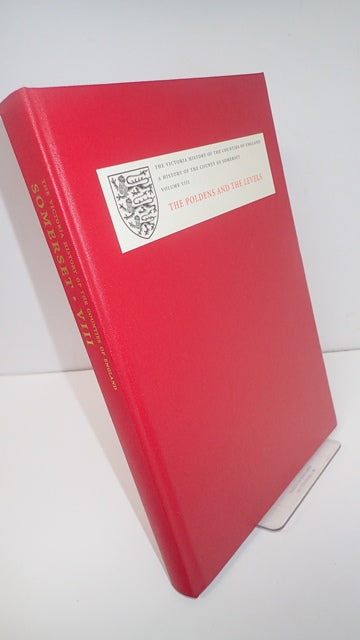 THE VICTORIA HISTORY OF THE COUNTIES OF ENGLAND
A HISTORY OF THE COUNTY OF SOMERSET
VOLUME VIII
THE POLDENS AND THE LEVELS
THE VICTORIA HISTORY OF THE COUNTIES OF ENGLAND
SOMERSET · VIII